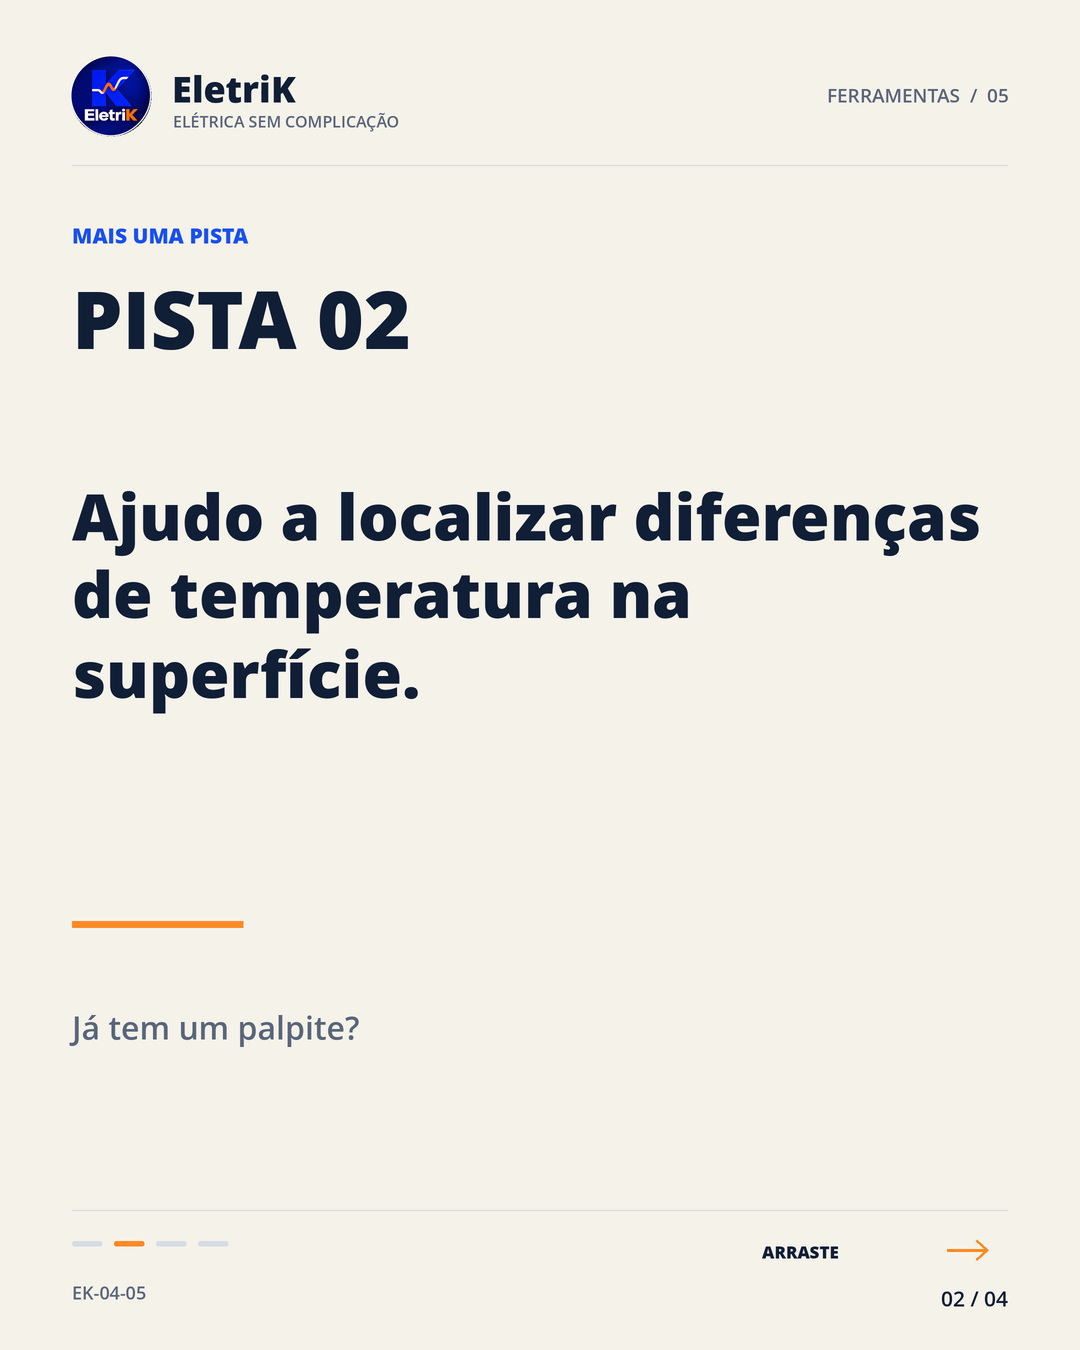 EletriK
EletriK
ELÉTRICA SEM COMPLICAÇÃO
FERRAMENTAS / 05
MAIS UMA PISTA
PISTA 02
Ajudo a localizar diferenças
de temperatura na
superfície.
Já tem um palpite?
ARRASTE
EK-04-05
02 / 04